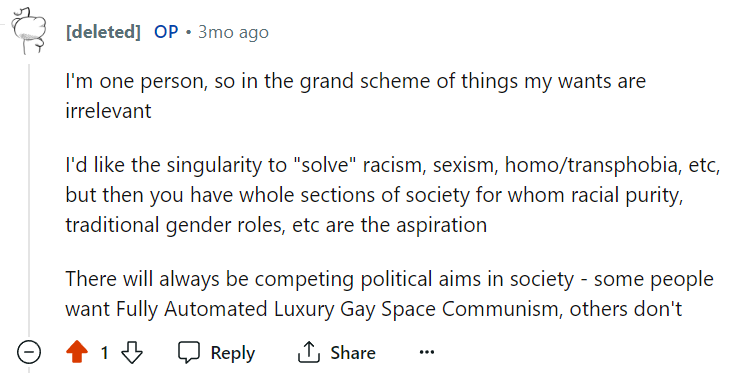 [deleted] OP • 3mo ago
I'm one person, so in the grand scheme of things my wants are
irrelevant
I'd like the singularity to "solve" racism, sexism, homo/transphobia, etc,
but then you have whole sections of society for whom racial purity,
traditional gender roles, etc are the aspiration
There will always be competing political aims in society - some people
want Fully Automated Luxury Gay Space Communism, others don't
1 Reply Share